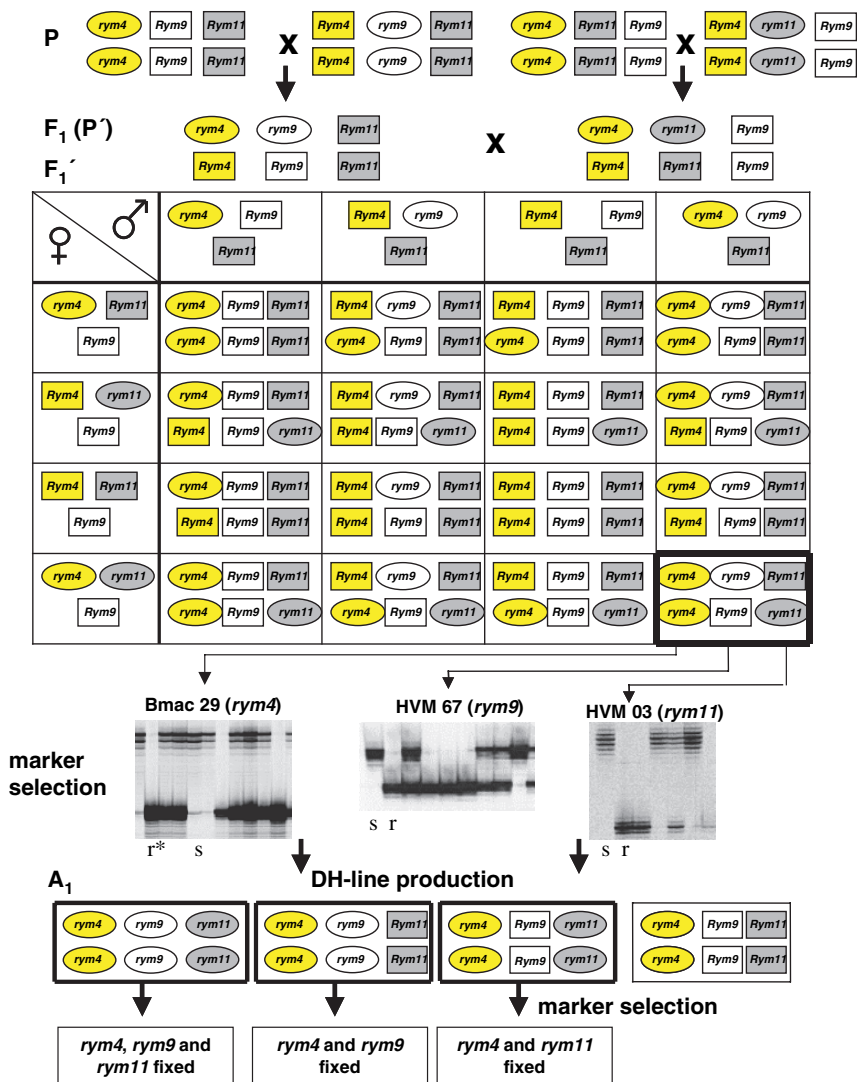 P
rym4 Rym9 Rym11 X Rym4 rym9 Rym11 rym4 Rym11 Rym9 X Rym4 rym11 Rym9
rym4 Rym9 Rym11 Rym4 rym9 Rym11 rym4 Rym11 Rym9 Rym4 rym11 Rym9
F1 (P´) rym4 rym9 Rym11 X rym4 rym11 Rym9
F1´ Rym4 Rym9 Rym11 Rym4 Rym11 Rym9
♀ ♂
rym4 Rym9 Rym4 rym9 Rym4 Rym9 rym4 rym9
Rym11 Rym11 Rym11 Rym11
rym4 Rym11 rym4 Rym9 Rym11 Rym4 rym9 Rym11 Rym4 Rym9 Rym11 rym4 rym9 Rym11
Rym9 rym4 Rym9 Rym11 rym4 Rym9 Rym11 rym4 Rym9 Rym11 rym4 Rym9 Rym11
Rym4 rym11 rym4 Rym9 Rym11 Rym4 rym9 Rym11 Rym4 Rym9 Rym11 rym4 rym9 Rym11
Rym9 Rym4 Rym9 rym11 Rym4 Rym9 rym11 Rym4 Rym9 rym11 Rym4 Rym9 rym11
Rym4 Rym11 rym4 Rym9 Rym11 Rym4 rym9 Rym11 Rym4 Rym9 Rym11 rym4 rym9 Rym11
Rym9 Rym4 Rym9 Rym11 Rym4 Rym9 Rym11 Rym4 Rym9 Rym11 Rym4 Rym9 Rym11
rym4 rym11 rym4 Rym9 Rym11 Rym4 rym9 Rym11 Rym4 Rym9 Rym11 rym4 rym9 Rym11
Rym9 rym4 Rym9 rym11 rym4 Rym9 rym11 rym4 Rym9 rym11 rym4 Rym9 rym11
Bmac 29 (rym4) HVM 67 (rym9) HVM 03 (rym11)
marker
selection
r* s s r s r
A1 DH-line production
rym4 rym9 rym11 rym4 rym9 Rym11 rym4 Rym9 rym11 rym4 Rym9 Rym11
rym4 rym9 rym11 rym4 rym9 Rym11 rym4 Rym9 rym11 rym4 Rym9 Rym11
marker selection
rym4, rym9 and
rym11 fixed
rym4 and rym9
fixed
rym4 and rym11
fixed